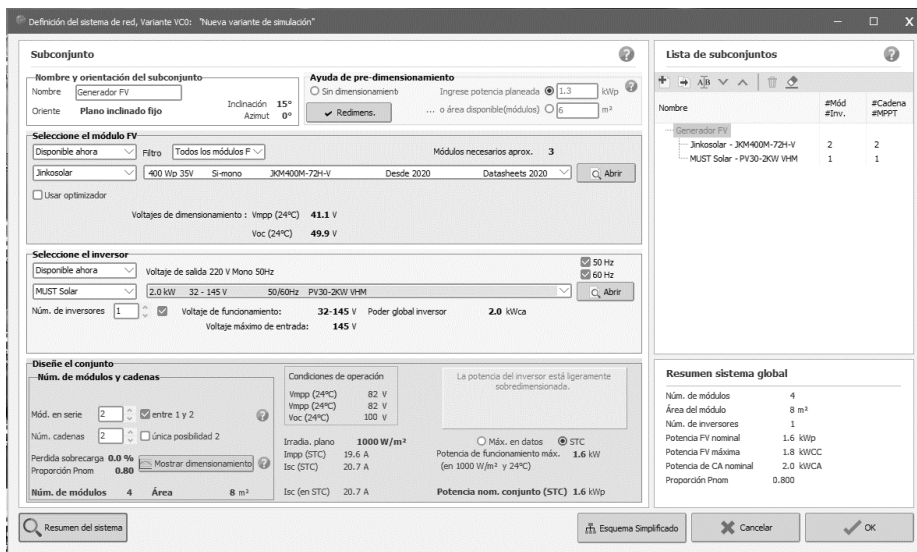 Definición del sistema de red, Variante VC0: "Nueva variante de simulación"
Subconjunto
Nombre y orientación del subconjunto
Nombre Generador FV
Oriente Plano inclinado fijo
Inclinación 15°
Azimut 0°
Ayuda de pre-dimensionamiento
Sin dimensionamiento Ingrese potencia planeada 1.3 kWp
Redimens. ... o área disponible(módulos) 6 m²
Seleccione el módulo FV
Disponible ahora Filtro Todos los módulos F Módulos necesarios aprox. 3
Jinkosolar 400 Wp 35V Si-mono JKM400M-72H-V Desde 2020 Datasheets 2020 Abrir
Usar optimizador
Voltajes de dimensionamiento : Vmpp (24°C) 41.1 V
Voc (24°C) 49.9 V
Seleccione el inversor
Disponible ahora Voltaje de salida 220 V Mono 50Hz
50 Hz
60 Hz
MUST Solar 2.0 kW 32 - 145 V 50/60Hz PV30-2KW VHM Abrir
Núm. de inversores 1 Voltaje de funcionamiento: 32-145 V Poder global inversor 2.0 kWca
Voltaje máximo de entrada: 145 V
Diseñe el conjunto
Núm. de módulos y cadenas
Mód. en serie 2 entre 1 y 2
Núm. cadenas 2 única posibilidad 2
Perdida sobrecarga 0.0 %
Proporción Pnom 0.80
Mostrar dimensionamiento
Núm. de módulos 4 Área 8 m²
Condiciones de operación
Vmpp (24°C) 82 V
Vmpp (24°C) 82 V
Voc (24°C) 100 V
Irradia. plano 1000 W/m²
Impp (STC) 19.6 A
Isc (STC) 20.7 A
Isc (en STC) 20.7 A
La potencia del inversor está ligeramente sobredimensionada.
Máx. en datos STC
Potencia de funcionamiento máx. 1.6 kW
(en 1000 W/m² y 24°C)
Potencia nom. conjunto (STC) 1.6 kWp
Lista de subconjuntos
Nombre #Mód #Inv. #Cadena #MPPT
Generador FV
Jinkosolar - JKM400M-72H-V 2 2
MUST Solar - PV30-2KW VHM 1 1
Resumen sistema global
Núm. de módulos 4
Área del módulo 8 m²
Núm. de inversores 1
Potencia FV nominal 1.6 kWp
Potencia FV máxima 1.8 kWCC
Potencia de CA nominal 2.0 kWCA
Proporción Pnom 0.800
Resumen del sistema
Esquema Simplificado
Cancelar
OK